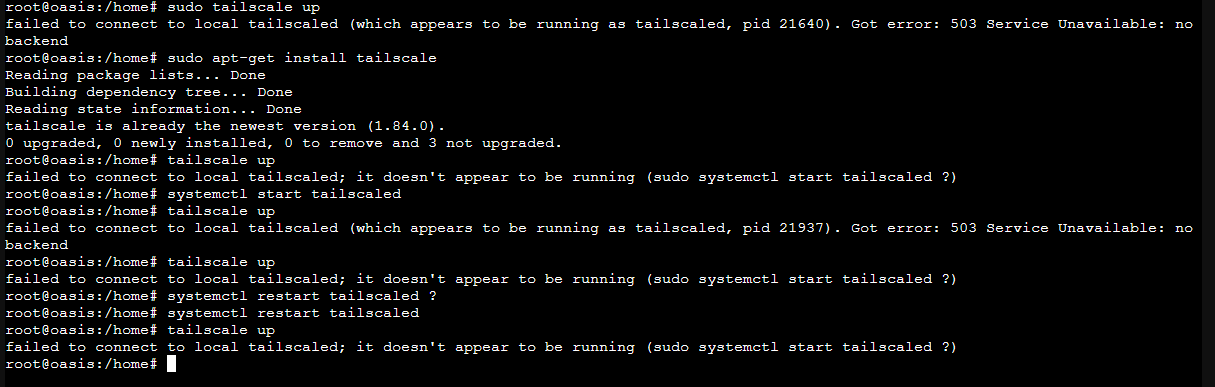 root@oasis:/home# sudo tailscale up
failed to connect to local tailscaled (which appears to be running as tailscaled, pid 21640). Got error: 503 Service Unavailable: no
backend
root@oasis:/home# sudo apt-get install tailscale
Reading package lists... Done
Building dependency tree... Done
Reading state information... Done
tailscale is already the newest version (1.84.0).
0 upgraded, 0 newly installed, 0 to remove and 3 not upgraded.
root@oasis:/home# tailscale up
failed to connect to local tailscaled; it doesn't appear to be running (sudo systemctl start tailscaled ?)
root@oasis:/home# systemctl start tailscaled
root@oasis:/home# tailscale up
failed to connect to local tailscaled (which appears to be running as tailscaled, pid 21937). Got error: 503 Service Unavailable: no
backend
root@oasis:/home# tailscale up
failed to connect to local tailscaled; it doesn't appear to be running (sudo systemctl start tailscaled ?)
root@oasis:/home# systemctl restart tailscaled ?
root@oasis:/home# systemctl restart tailscaled
root@oasis:/home# tailscale up
failed to connect to local tailscaled; it doesn't appear to be running (sudo systemctl start tailscaled ?)
root@oasis:/home#